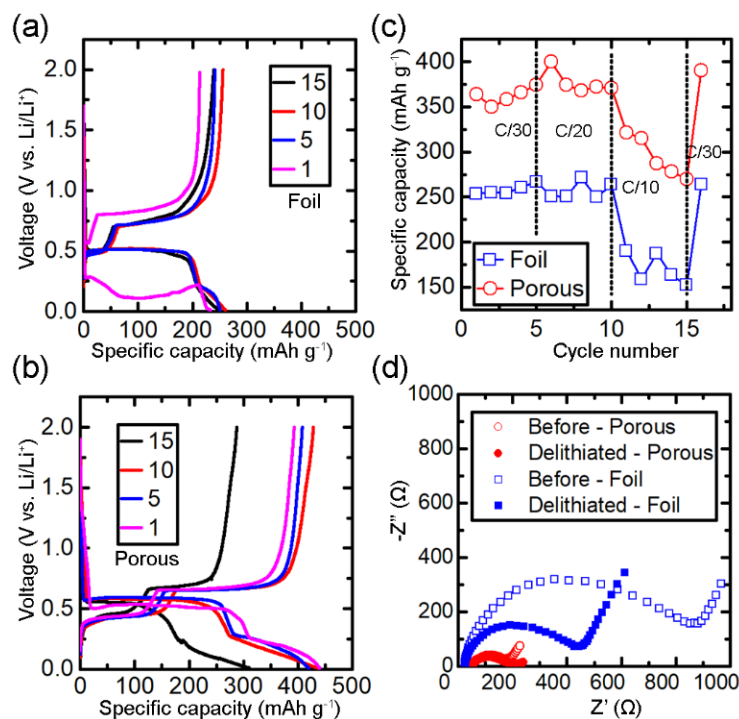 (a)
Voltage (V vs. Li/Li⁺)
2.0
1.5
1.0
0.5
0.0
15
10
5
1
Foil
0 100 200 300 400 500
Specific capacity (mAh g⁻¹)
(b)
Voltage (V vs. Li/Li⁺)
2.0
1.5
1.0
0.5
0.0
15
10
5
1
Porous
0 100 200 300 400 500
Specific capacity (mAh g⁻¹)
(c)
Specific capacity (mAh g⁻¹)
400
350
300
250
200
150
C/30
C/20
C/10
C/30
Foil
Porous
0 5 10 15
Cycle number
(d)
-Z" (Ω)
1000
800
600
400
200
0
Before - Porous
Delithiated - Porous
Before - Foil
Delithiated - Foil
0 200 400 600 800 1000
Z' (Ω)